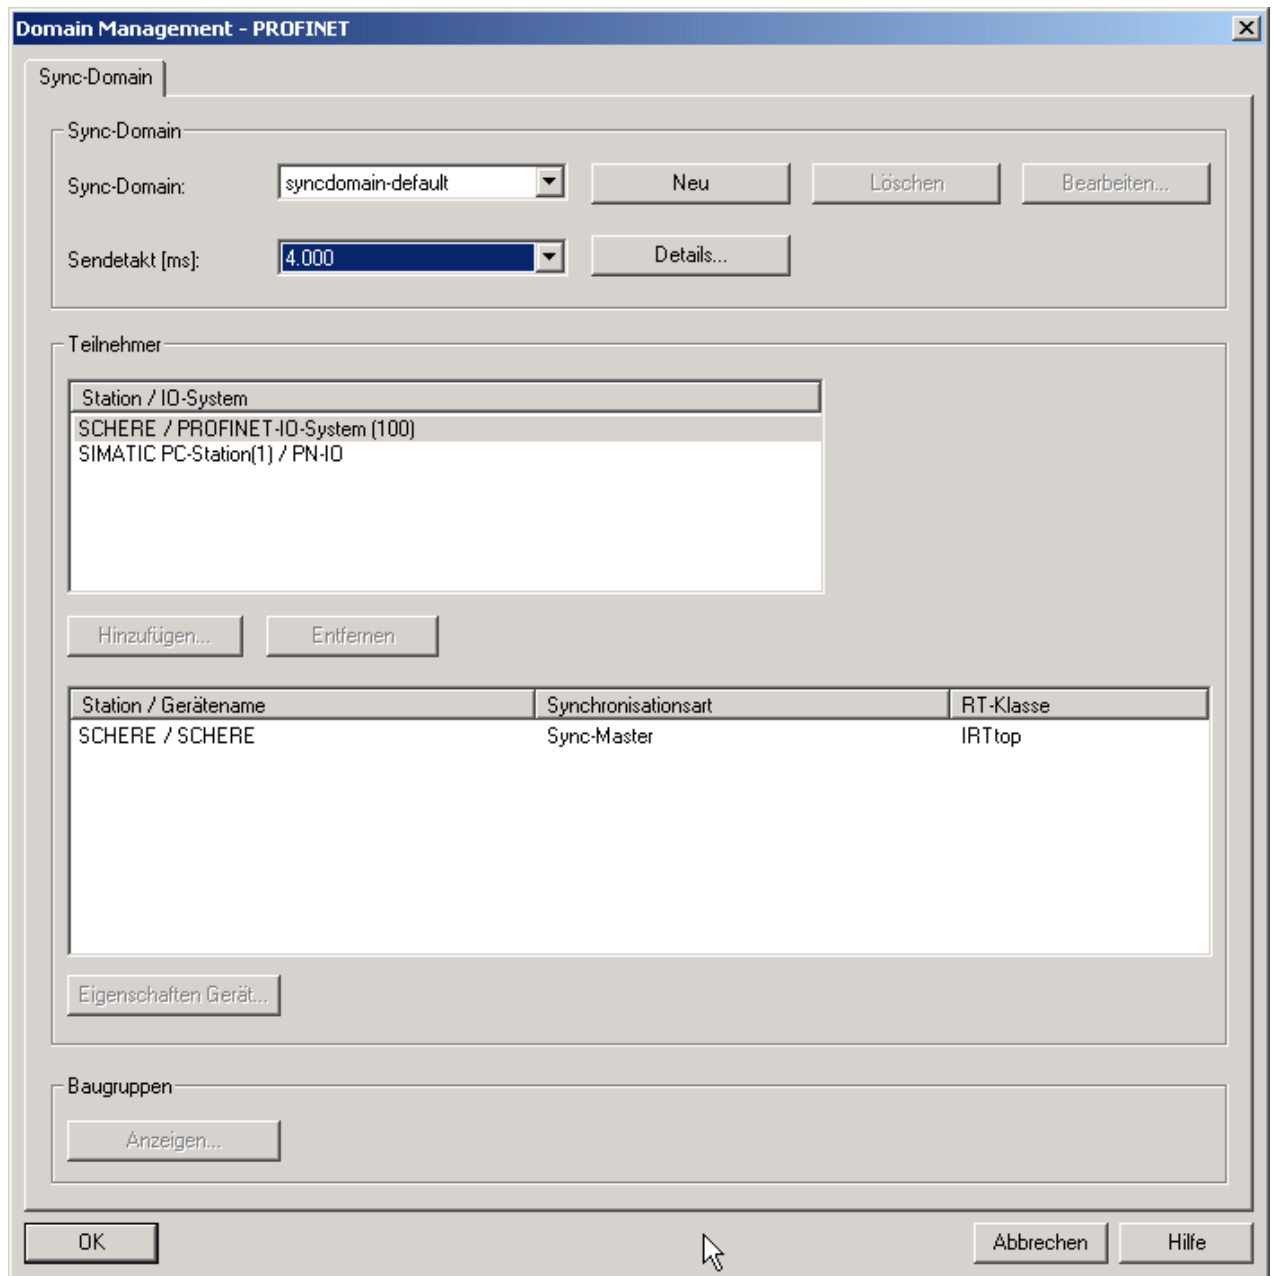 Domain Management - PROFINET
Sync-Domain
Sync-Domain
Sync-Domain: syncdomain-default Neu Löschen Bearbeiten...
Sendetakt [ms]: 4.000 Details...
Teilnehmer
Station / IO-System
SCHERE / PROFINET-IO-System (100)
SIMATIC PC-Station(1) / PN-IO
Hinzufügen... Entfernen
Station / Gerätename Synchronisationsart RT-Klasse
SCHERE / SCHERE Sync-Master IRTtop
Eigenschaften Gerät...
Baugruppen
Anzeigen...
OK Abbrechen Hilfe